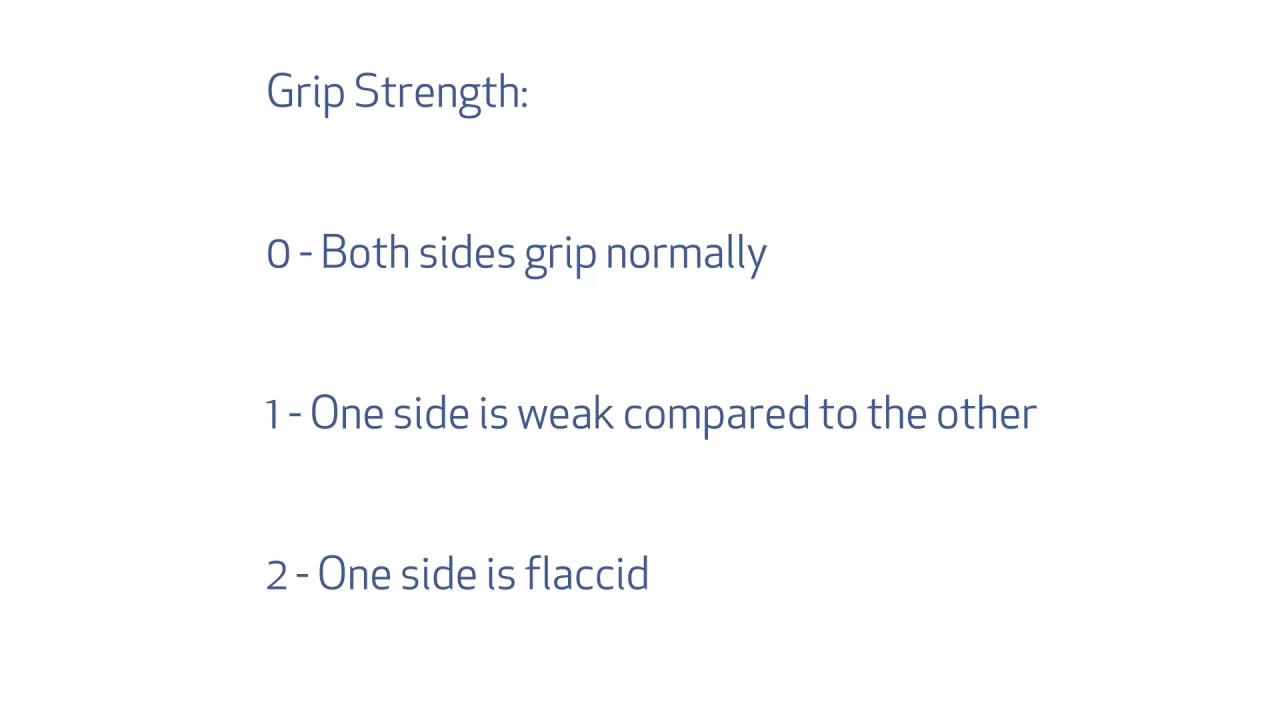 Grip Strength:
0 - Both sides grip normally
1 - One side is weak compared to the other
2 - One side is flaccid